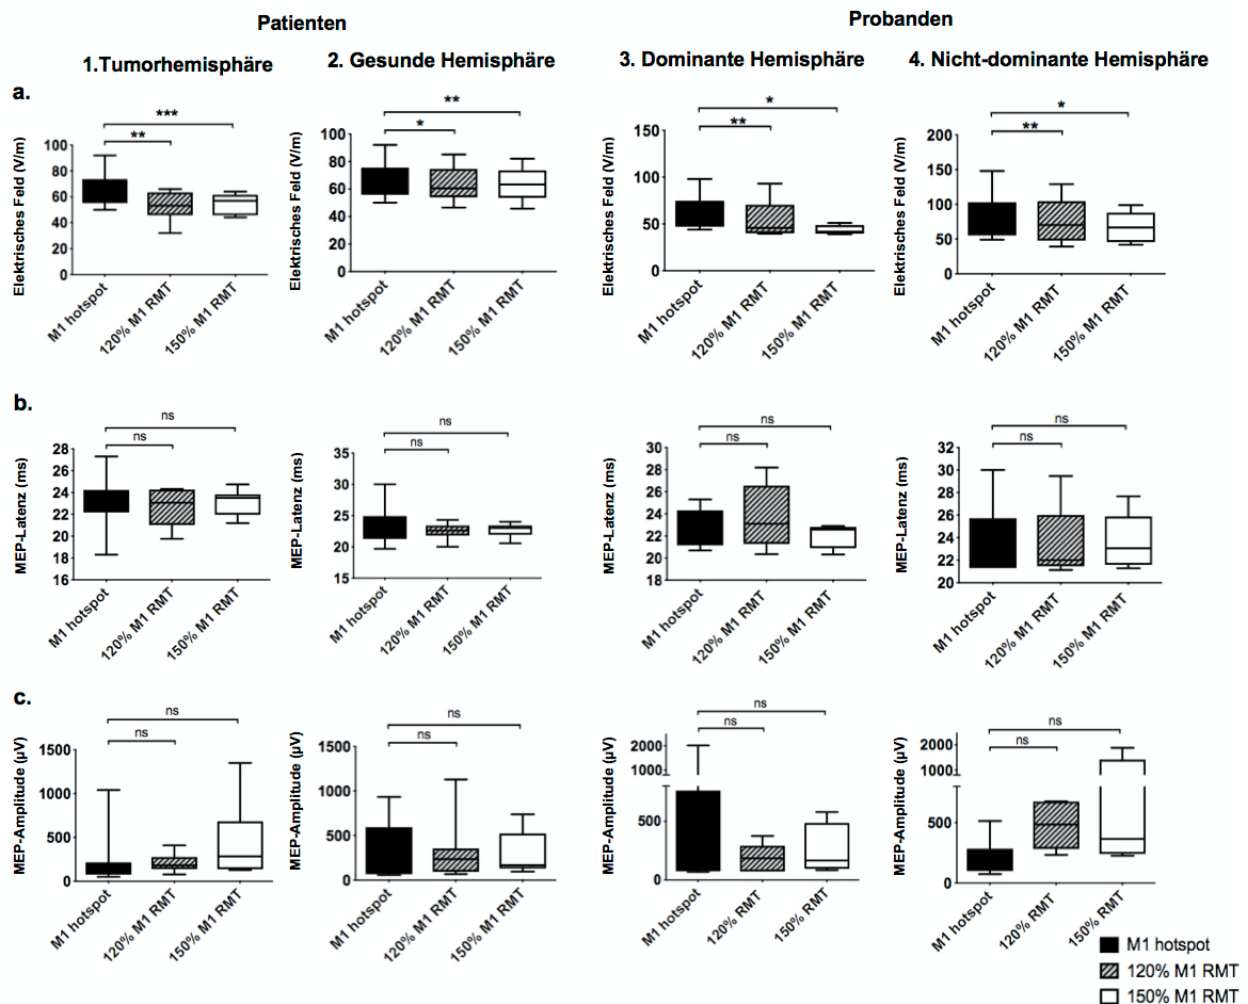 Patienten
Probanden
1.Tumorhemisphäre
2. Gesunde Hemisphäre
3. Dominante Hemisphäre
4. Nicht-dominante Hemisphäre
a.
Elektrisches Feld (V/m)
100
80
60
40
20
0
***
**
M1 hotspot
120% M1 RMT
150% M1 RMT
Elektrisches Feld (V/m)
100
80
60
40
20
0
**
*
M1 hotspot
120% M1 RMT
150% M1 RMT
Elektrisches Feld (V/m)
150
100
50
0
*
**
M1 hotspot
120% M1 RMT
150% M1 RMT
Elektrisches Feld (V/m)
200
150
100
50
0
*
**
M1 hotspot
120% M1 RMT
150% M1 RMT
b.
MEP-Latenz (ms)
28
26
24
22
20
18
16
ns
ns
M1 hotspot
120% M1 RMT
150% M1 RMT
MEP-Latenz (ms)
35
30
25
20
15
ns
ns
M1 hotspot
120% M1 RMT
150% M1 RMT
MEP-Latenz (ms)
30
28
26
24
22
20
18
ns
ns
M1 hotspot
120% M1 RMT
150% M1 RMT
MEP-Latenz (ms)
32
30
28
26
24
22
20
ns
ns
M1 hotspot
120% M1 RMT
150% M1 RMT
c.
MEP-Amplitude (µV)
1500
1000
500
0
ns
ns
M1 hotspot
120% M1 RMT
150% M1 RMT
MEP-Amplitude (µV)
1500
1000
500
0
ns
ns
M1 hotspot
120% M1 RMT
150% M1 RMT
MEP-Amplitude (µV)
2000
1000
500
0
ns
ns
M1 hotspot
120% RMT
150% RMT
MEP-Amplitude (µV)
2000
1000
500
0
ns
ns
M1 hotspot
120% RMT
150% RMT
M1 hotspot
120% M1 RMT
150% M1 RMT